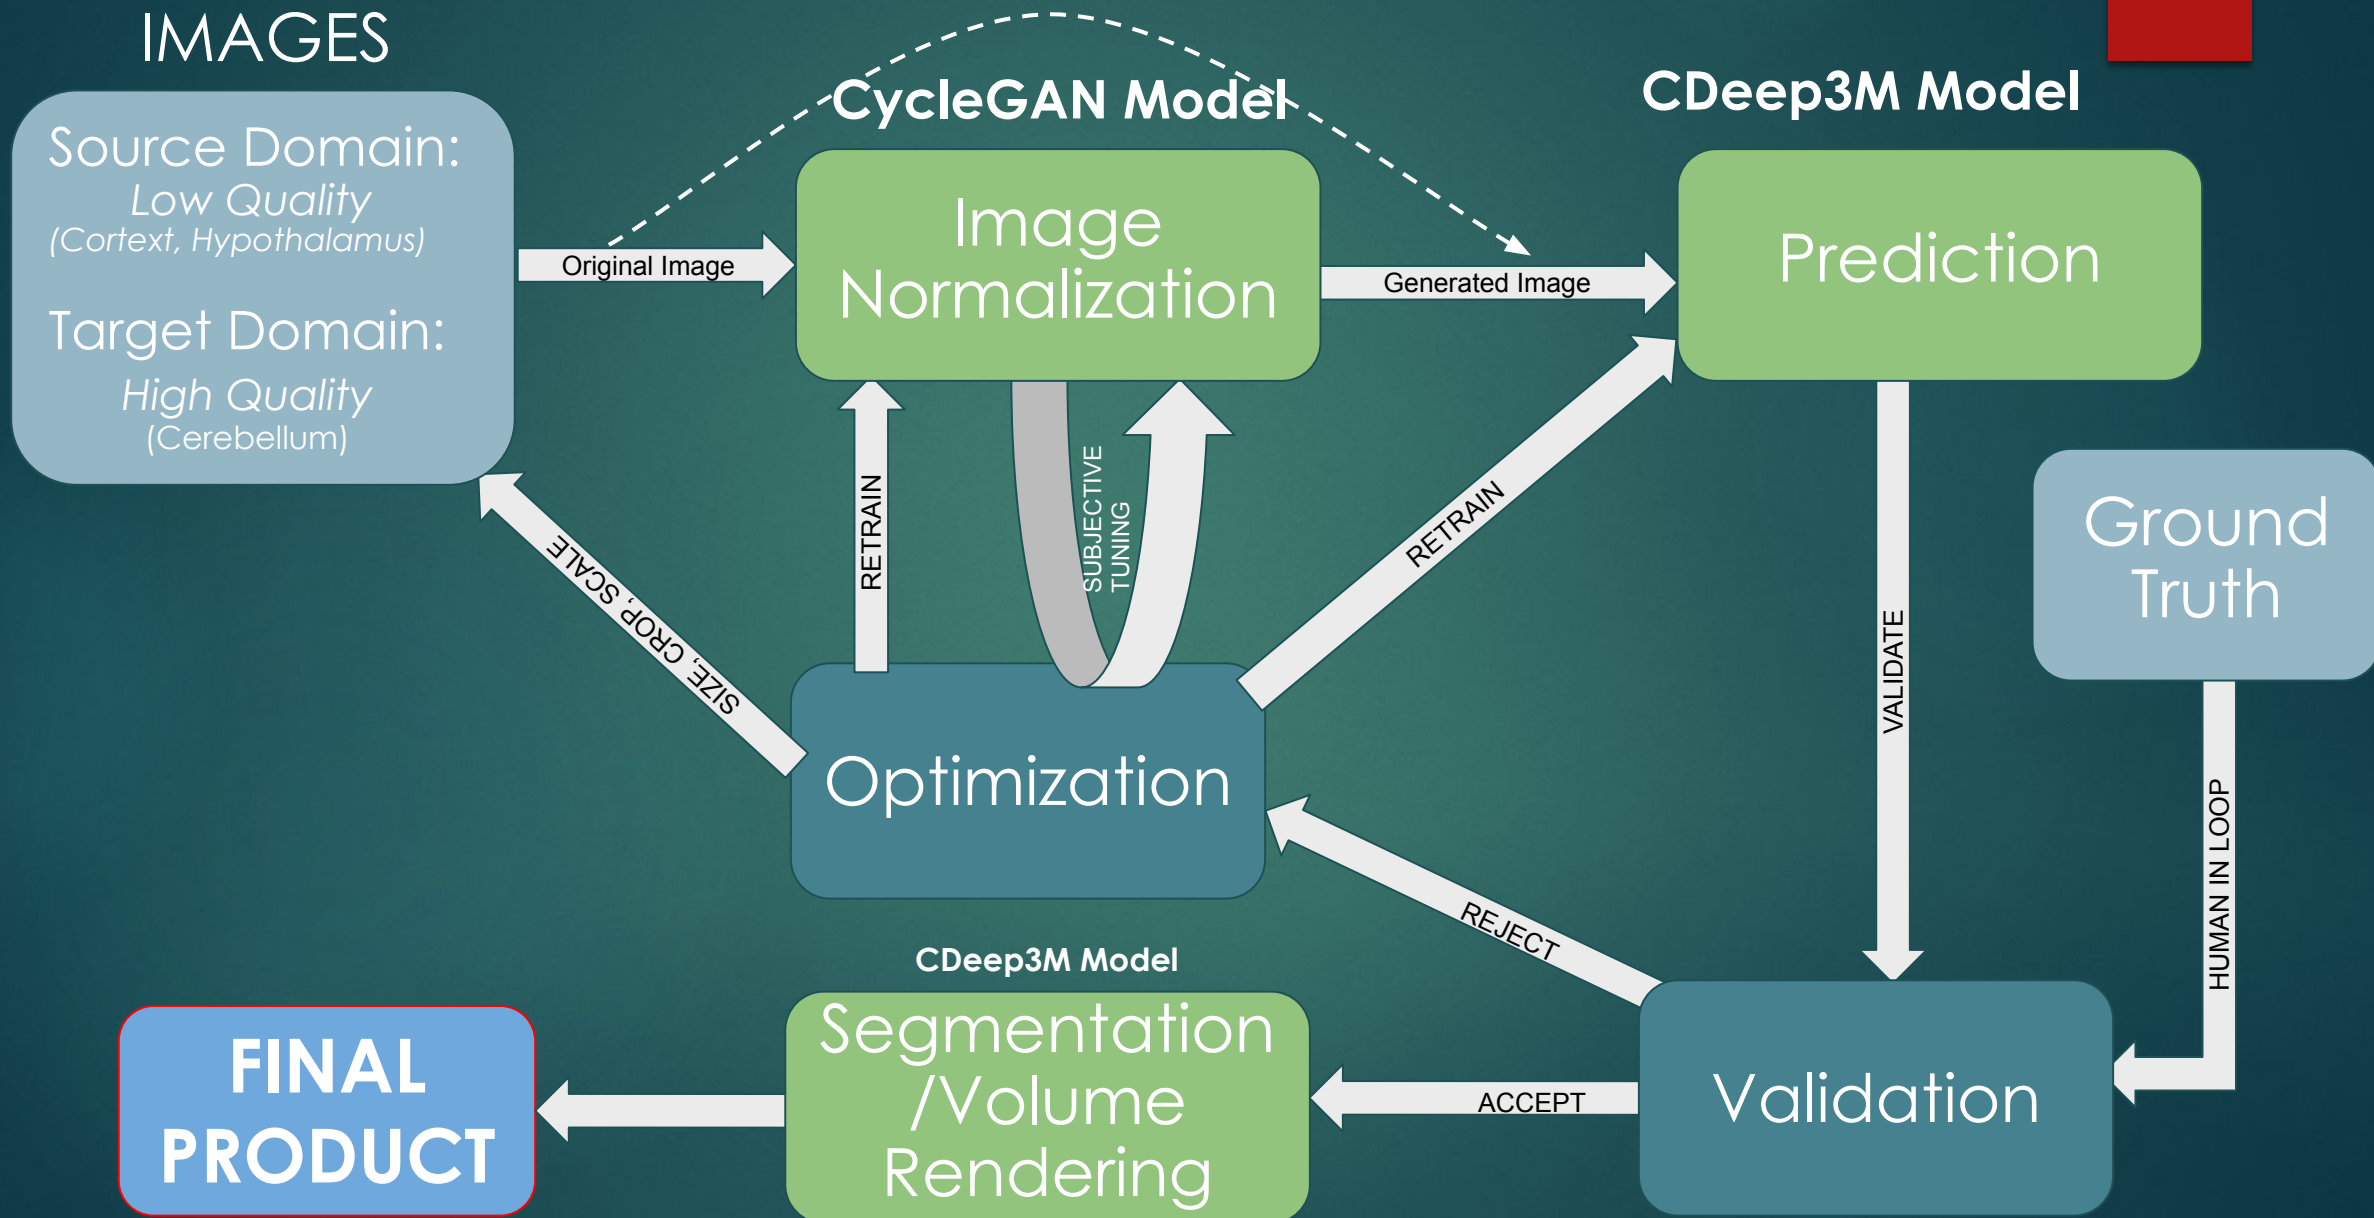 IMAGES
Source Domain:
Low Quality
(Cortext, Hypothalamus)
Target Domain:
High Quality
(Cerebellum)
Original Image
CycleGAN Model
Image
Normalization
Generated Image
CDeep3M Model
Prediction
SIZE, CROP, SCALE
RETRAIN
SUBJECTIVE
TUNING
RETRAIN
VALIDATE
Ground
Truth
HUMAN IN LOOP
Optimization
REJECT
CDeep3M Model
Segmentation
/Volume
Rendering
ACCEPT
Validation
FINAL
PRODUCT